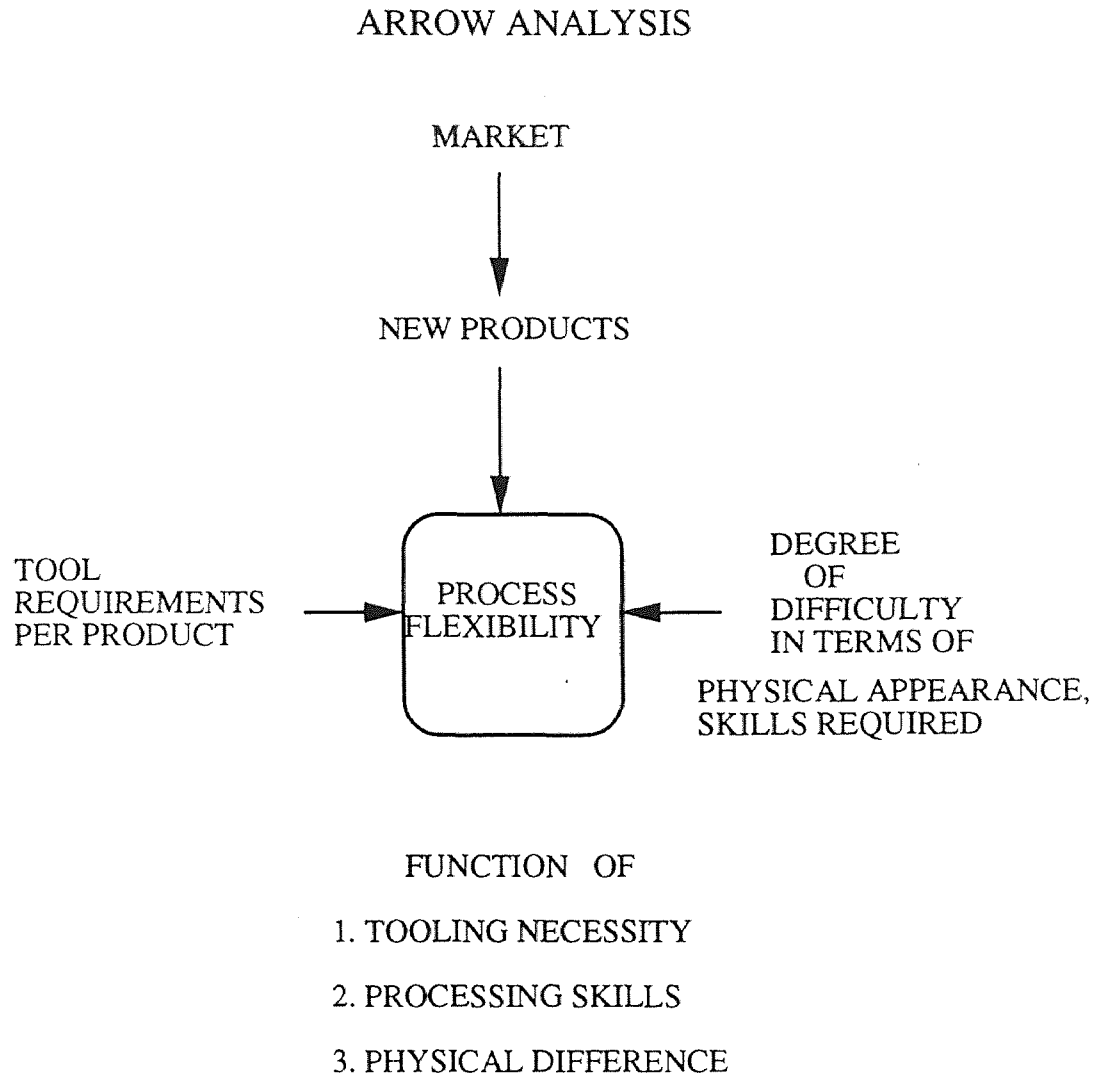 ARROW ANALYSIS
MARKET
NEW PRODUCTS
TOOL
REQUIREMENTS
PER PRODUCT
PROCESS
FLEXIBILITY
DEGREE
OF
DIFFICULTY
IN TERMS OF
PHYSICAL APPEARANCE,
SKILLS REQUIRED
FUNCTION OF
1. TOOLING NECESSITY
2. PROCESSING SKILLS
3. PHYSICAL DIFFERENCE